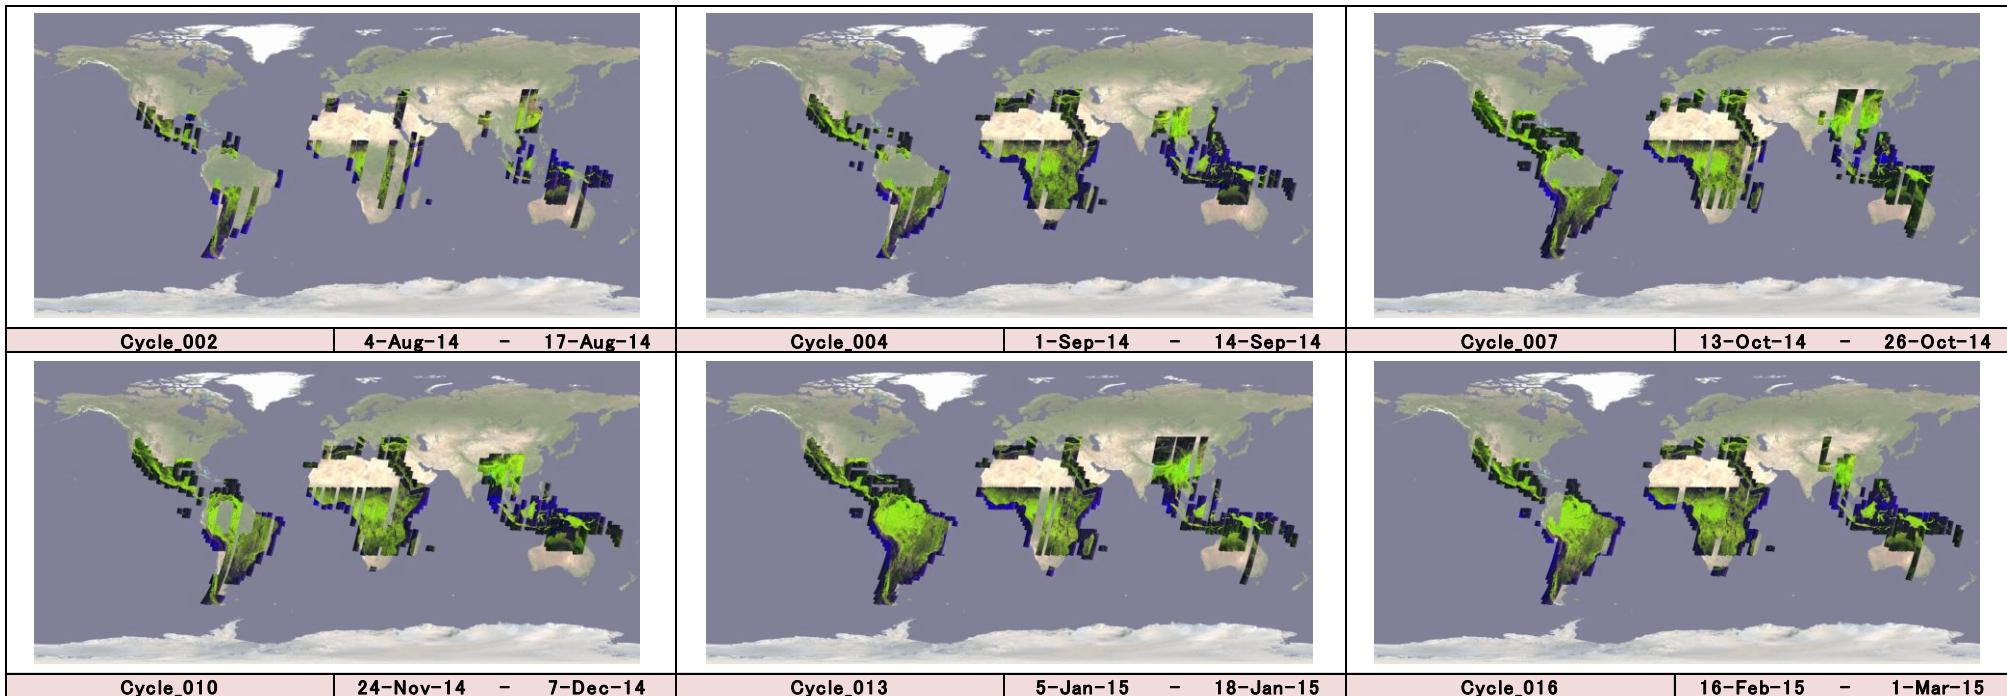 Cycle_002 4-Aug-14 - 17-Aug-14 Cycle_004 1-Sep-14 - 14-Sep-14 Cycle_007 13-Oct-14 - 26-Oct-14
Cycle_010 24-Nov-14 - 7-Dec-14 Cycle_013 5-Jan-15 - 18-Jan-15 Cycle_016 16-Feb-15 - 1-Mar-15